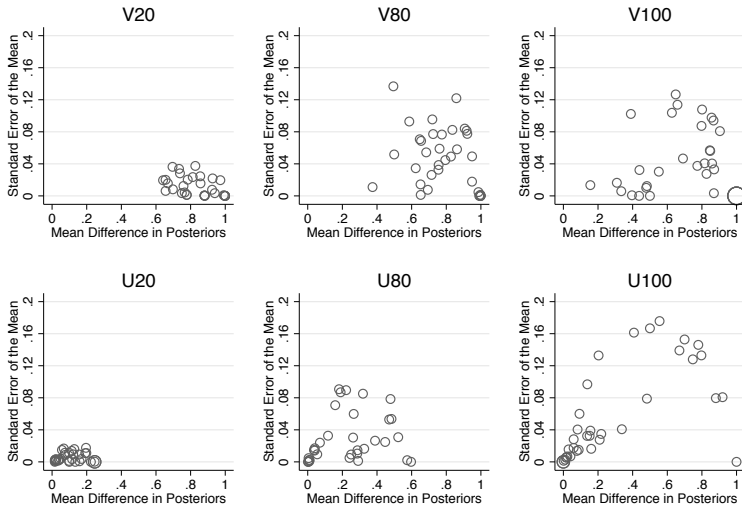 V20
V80
V100
Standard Error of the Mean
0 .04 .08 .12 .16 .2
0 .2 .4 .6 .8 1
Mean Difference in Posteriors
Standard Error of the Mean
0 .04 .08 .12 .16 .2
0 .2 .4 .6 .8 1
Mean Difference in Posteriors
Standard Error of the Mean
0 .04 .08 .12 .16 .2
0 .2 .4 .6 .8 1
Mean Difference in Posteriors
U20
U80
U100
Standard Error of the Mean
0 .04 .08 .12 .16 .2
0 .2 .4 .6 .8 1
Mean Difference in Posteriors
Standard Error of the Mean
0 .04 .08 .12 .16 .2
0 .2 .4 .6 .8 1
Mean Difference in Posteriors
Standard Error of the Mean
0 .04 .08 .12 .16 .2
0 .2 .4 .6 .8 1
Mean Difference in Posteriors